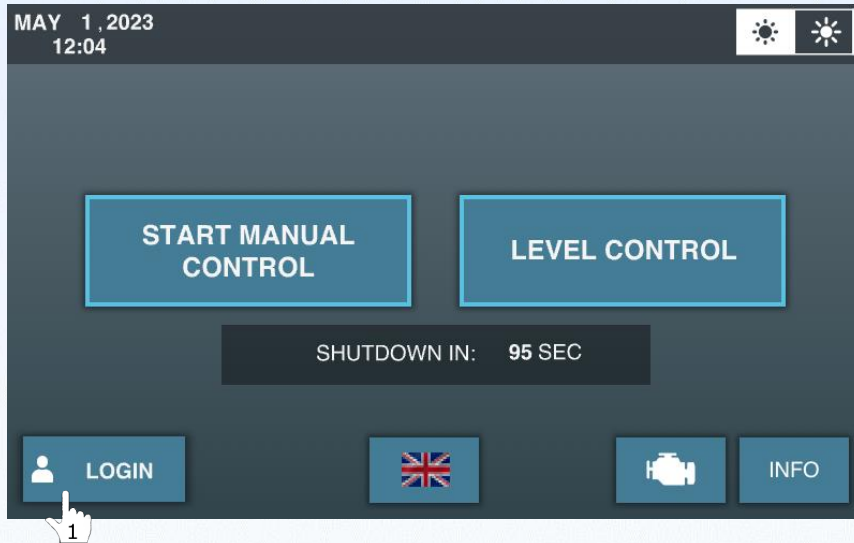 MAY 1,2023
12:04
START MANUAL
CONTROL
LEVEL CONTROL
SHUTDOWN IN: 95 SEC
LOGIN
INFO
1